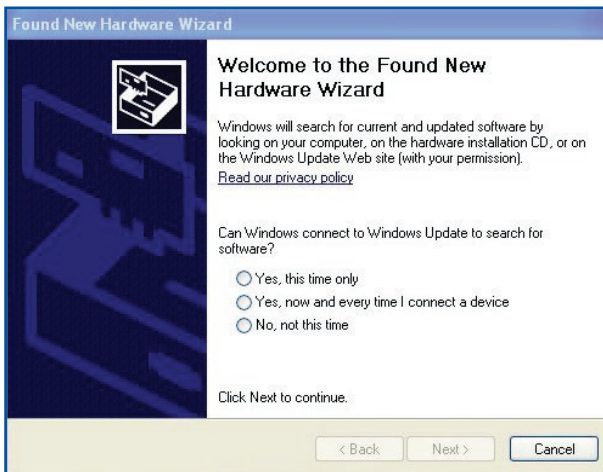 Found New Hardware Wizard
Welcome to the Found New
Hardware Wizard
Windows will search for current and updated software by
looking on your computer, on the hardware installation CD, or on
the Windows Update Web site (with your permission).
Read our privacy policy
Can Windows connect to Windows Update to search for
software?
Yes, this time only
Yes, now and every time I connect a device
No, not this time
Click Next to continue.
< Back
Next >
Cancel